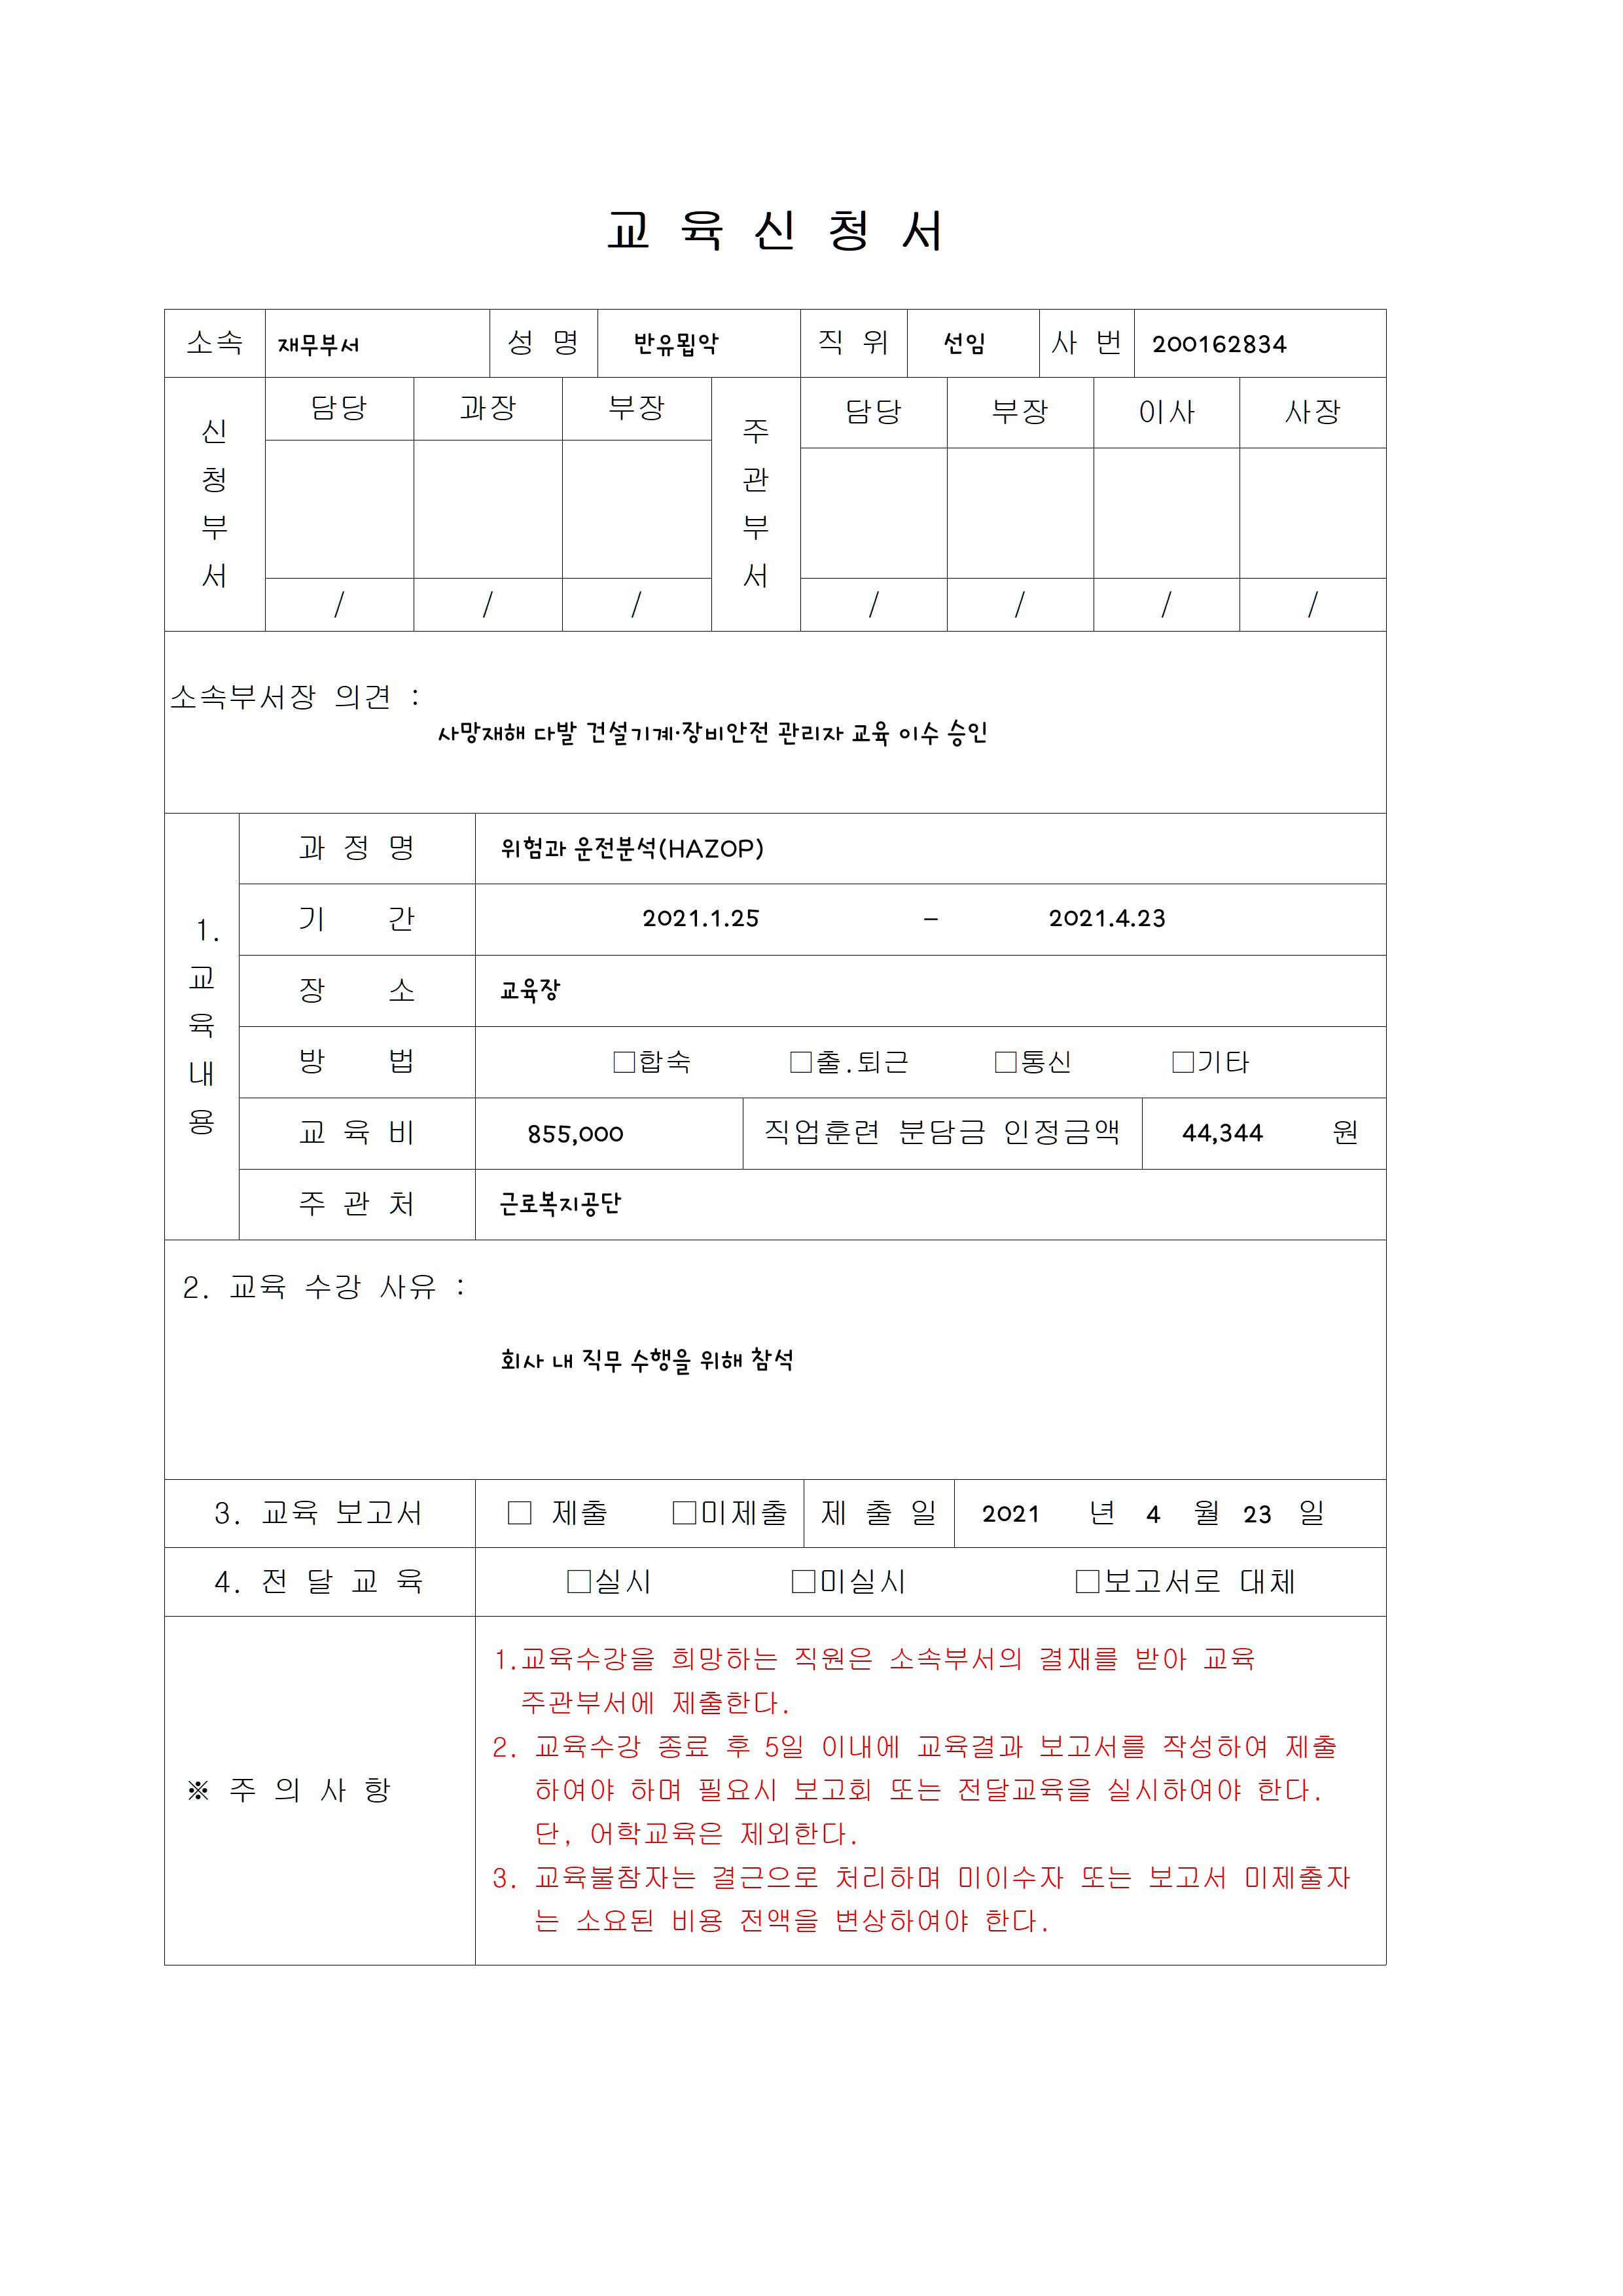 교 육 신 청 서
소속 재무부서 성 명 반유묍악 직 위 선임 사 번 200162834
신청부서 담당 과장 부장 주관부서 담당 부장 이사 사장
/ / / / / / /
소속부서장 의견 :
사망재해 다발 건설기계·장비안전 관리자 교육 이수 승인
1. 교육내용
과 정 명 위험과 운전분석(HAZOP)
기 간 2021.1.25 - 2021.4.23
장 소 교육장
방 법 □합숙 □출.퇴근 □통신 □기타
교 육 비 855,000 직업훈련 분담금 인정금액 44,344 원
주 관 처 근로복지공단
2. 교육 수강 사유 :
회사 내 직무 수행을 위해 참석
3. 교육 보고서 □ 제출 □미제출 제 출 일 2021 년 4 월 23 일
4. 전 달 교 육 □실시 □미실시 □보고서로 대체
※ 주 의 사 항
1.교육수강을 희망하는 직원은 소속부서의 결재를 받아 교육
주관부서에 제출한다.
2. 교육수강 종료 후 5일 이내에 교육결과 보고서를 작성하여 제출
하여야 하며 필요시 보고회 또는 전달교육을 실시하여야 한다.
단, 어학교육은 제외한다.
3. 교육불참자는 결근으로 처리하며 미이수자 또는 보고서 미제출자
는 소요된 비용 전액을 변상하여야 한다.